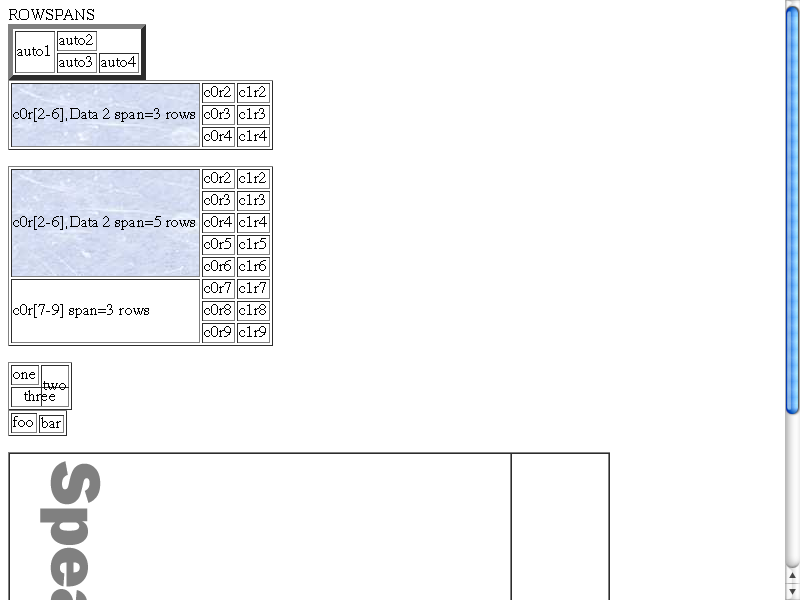 ROWSPANS
auto1 auto2
auto3 auto4
c0r[2-6],Data 2 span=3 rows c0r2 c1r2
c0r3 c1r3
c0r4 c1r4
c0r[2-6],Data 2 span=5 rows c0r2 c1r2
c0r3 c1r3
c0r4 c1r4
c0r5 c1r5
c0r6 c1r6
c0r[7-9] span=3 rows c0r7 c1r7
c0r8 c1r8
c0r9 c1r9
one two
three
foo bar